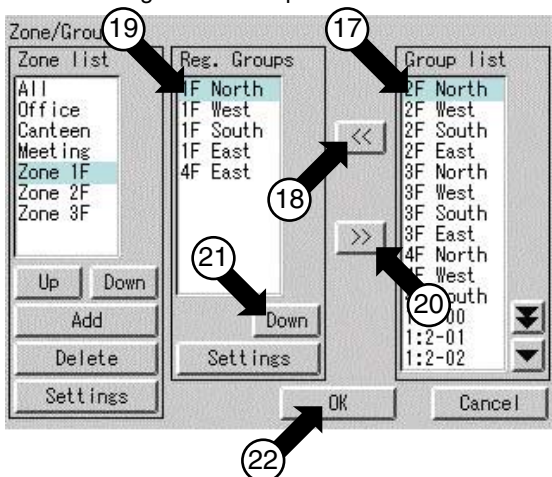 Zone/Grou
Zone list
All
Office
Canteen
Meeting
Zone 1F
Zone 2F
Zone 3F
Up
Down
Add
Delete
Settings
19
Reg. Groups
1F North
1F West
1F South
1F East
4F East
21
Down
Settings
<<
18
>>
20
17
Group list
2F North
2F West
2F South
2F East
3F North
3F West
3F South
3F East
4F North
West
outh
00
1:2-01
1:2-02
OK
Cancel
22